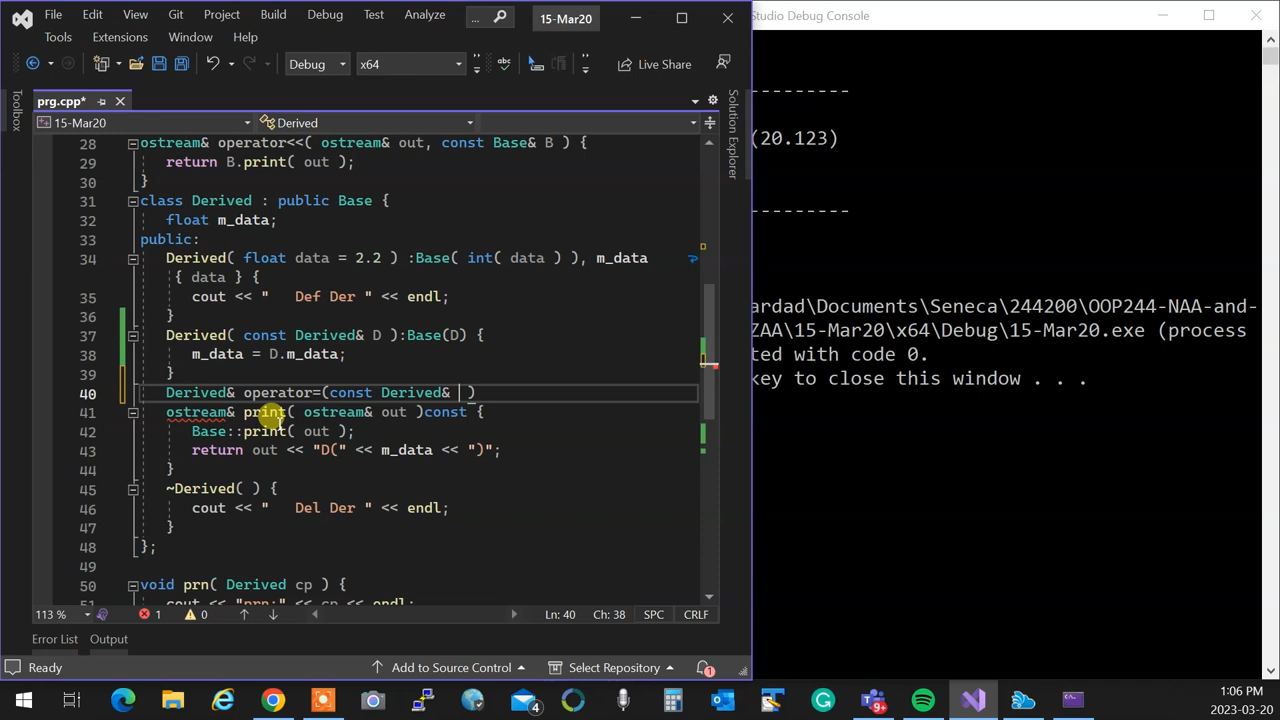 File Edit View Git Project Build Debug Test Analyze ... 15-Mar20
Studio Debug Console
Tools Extensions Window Help
Debug x64 Live Share
prg.cpp*
15-Mar20 Derived
Toolbox
Solution Explorer
28 ostream& operator<<( ostream& out, const Base& B ) {
29 return B.print( out );
30 }
31 class Derived : public Base {
32 float m_data;
33 public:
34 Derived( float data = 2.2 ) :Base( int( data ) ), m_data
{ data } {
35 cout << "   Def Der " << endl;
36 }
37 Derived( const Derived& D ):Base(D) {
38 m_data = D.m_data;
39 }
40 Derived& operator=(const Derived& )
41 ostream& print( ostream& out )const {
42 Base::print( out );
43 return out << "D(" << m_data << ")";
44 }
45 ~Derived( ) {
46 cout << "   Del Der " << endl;
47 }
48 };
49
50 void prn( Derived cp ) {
51 cout << "prn:" << cp << endl;
---------
(20.123)
---------
ardad\Documents\Seneca\244200\OOP244-NAA-and-
ZAA\15-Mar20\x64\Debug\15-Mar20.exe (process
ted with code 0.
key to close this window . . .
113 % 1 0 Ln: 40 Ch: 38 SPC CRLF
Error List Output
Ready Add to Source Control Select Repository 1
4 9+
1:06 PM
2023-03-20